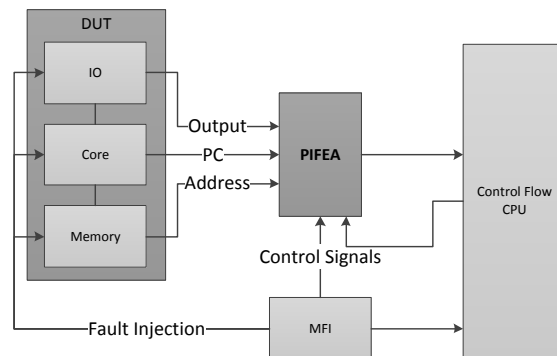 DUT
IO
Output
Core
PC
PIFEA
Address
Control Flow
CPU
Memory
Control Signals
Fault Injection
MFI